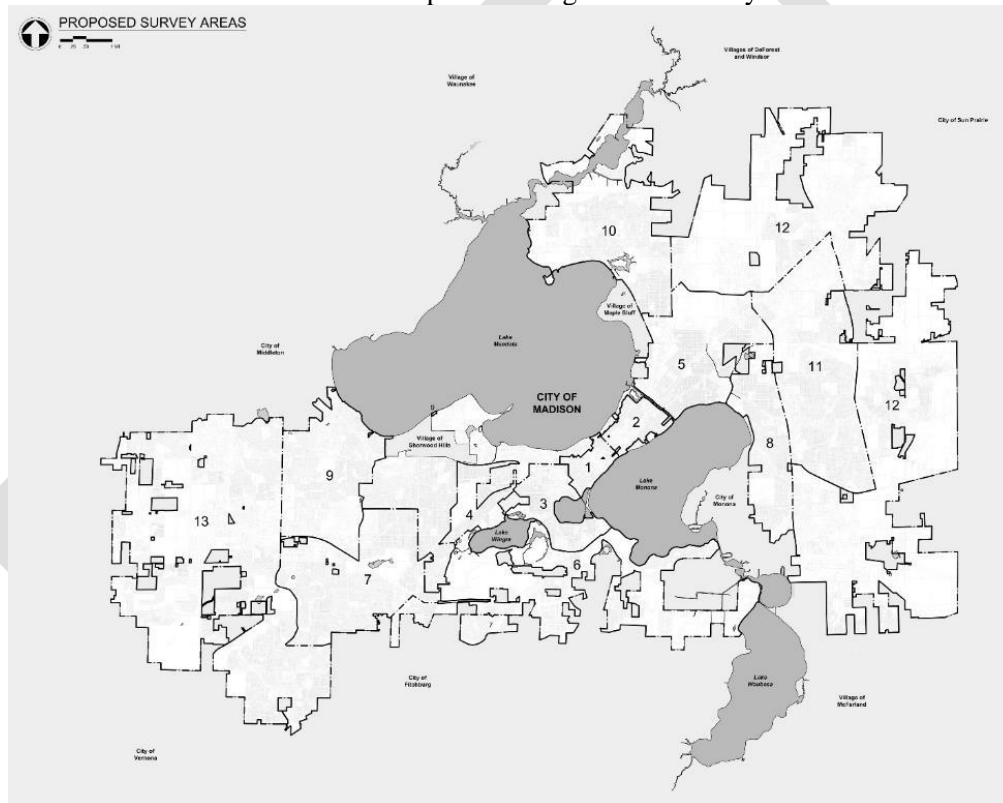 PROPOSED SURVEY AREAS
Villages of DeForest
and Windsor
Village of
Waunakee
City of Sun Prairie
10
12
Village of
Maple Bluff
Lake
Mendota
City of
Middleton
5
11
CITY OF
MADISON
12
2
Village of
Shorewood Hills
8
9
1
Lake
Monona
City of
Monona
3
4
13
Lake
Wingra
6
7
City of
Fitchburg
Lake
Waubesa
Village of
McFarland
City of
Verona